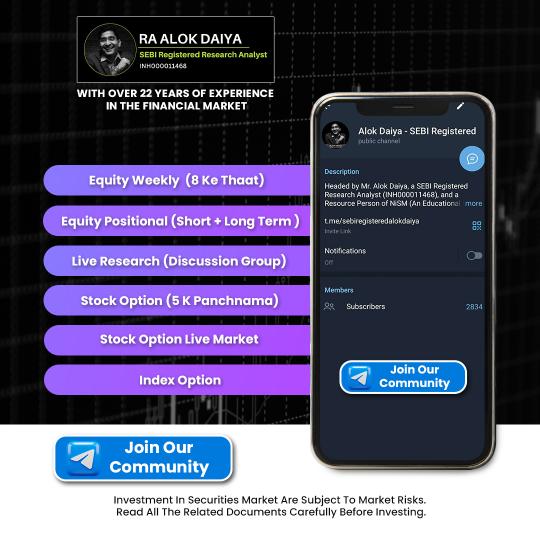 RA ALOK DAIYA
SEBI Registered Research Analyst
INH000011468
WITH OVER 22 YEARS OF EXPERIENCE
IN THE FINANCIAL MARKET
Equity Weekly (8 Ke Thaat)
Equity Positional (Short + Long Term )
Live Research (Discussion Group)
Stock Option (5 K Panchnama)
Stock Option Live Market
Index Option
Alok Daiya - SEBI Registered
public channel
Description
Headed by Mr. Alok Daiya, a SEBI Registered
Research Analyst (INH000011468), and a
Resource Person of NiSM (An Educational more
t.me/sebiregisteredalokdaiya
Invite Link
Notifications
Off
Members
Subscribers 2834
Join Our
Community
Join Our
Community
Investment In Securities Market Are Subject To Market Risks.
Read All The Related Documents Carefully Before Investing.